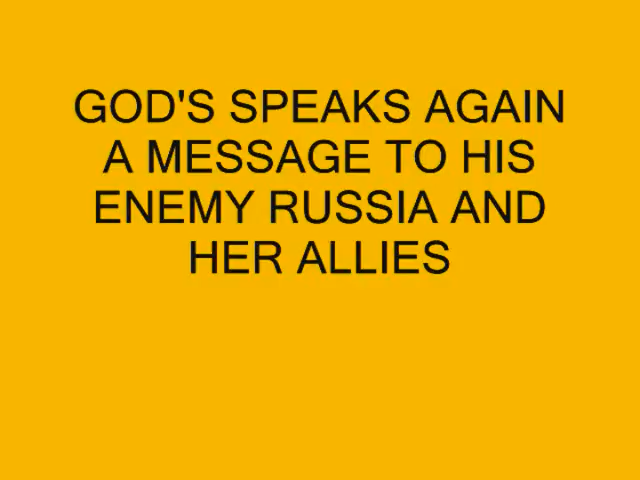 GOD'S SPEAKS AGAIN
A MESSAGE TO HIS
ENEMY RUSSIA AND
HER ALLIES